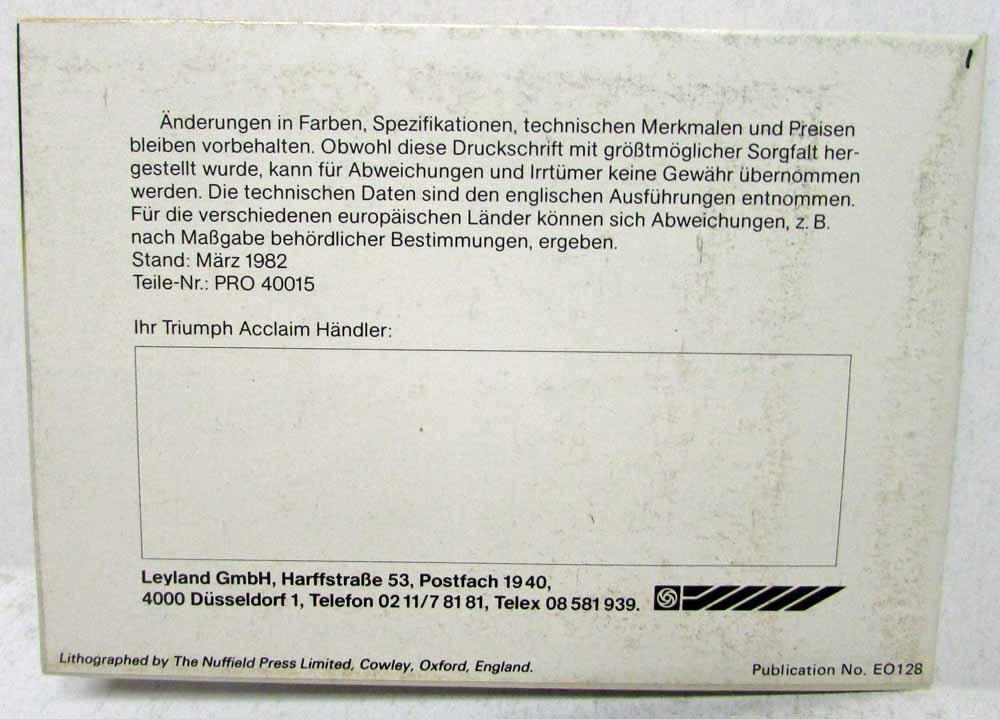 Änderungen in Farben, Spezifikationen, technischen Merkmalen und Preisen
bleiben vorbehalten. Obwohl diese Druckschrift mit größtmöglicher Sorgfalt her-
gestellt wurde, kann für Abweichungen und Irrtümer keine Gewähr übernommen
werden. Die technischen Daten sind den englischen Ausführungen entnommen.
Für die verschiedenen europäischen Länder können sich Abweichungen, z. B.
nach Maßgabe behördlicher Bestimmungen, ergeben.
Stand: März 1982
Teile-Nr.: PRO 40015
Ihr Triumph Acclaim Händler:
Leyland GmbH, Harffstraße 53, Postfach 19 40,
4000 Düsseldorf 1, Telefon 02 11/7 81 81, Telex 08 581 939.
Lithographed by The Nuffield Press Limited, Cowley, Oxford, England.
Publication No. EO128